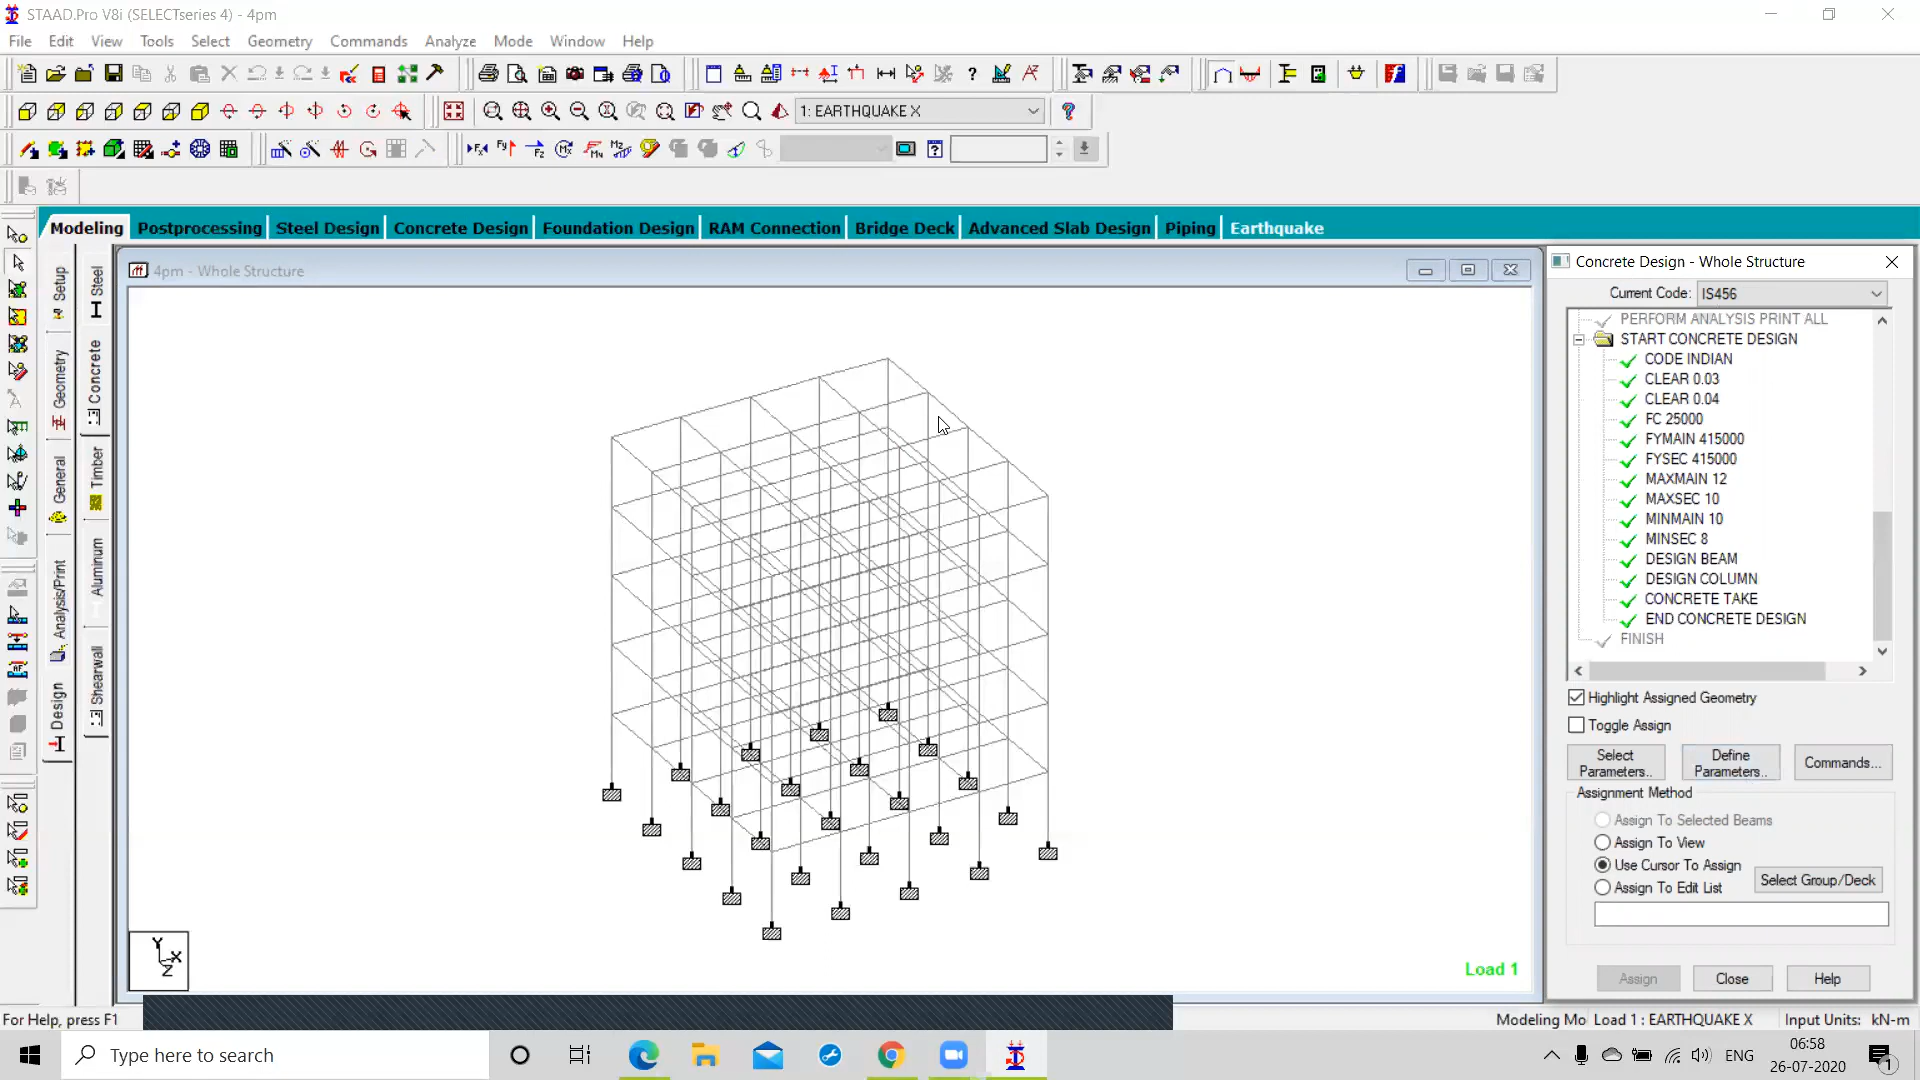 STAAD.Pro V8i (SELECTseries 4) - 4pm
File Edit View Tools Select Geometry Commands Analyze Mode Window Help
1: EARTHQUAKE X
Modeling Postprocessing Steel Design Concrete Design Foundation Design RAM Connection Bridge Deck Advanced Slab Design Piping Earthquake
Setup
Geometry
General
Analysis/Print
Design
Steel
Concrete
Timber
Aluminum
Shearwall
4pm - Whole Structure
Y
X
Z
Load 1
Concrete Design - Whole Structure
Current Code: IS456
PERFORM ANALYSIS PRINT ALL
START CONCRETE DESIGN
CODE INDIAN
CLEAR 0.03
CLEAR 0.04
FC 25000
FYMAIN 415000
FYSEC 415000
MAXMAIN 12
MAXSEC 10
MINMAIN 10
MINSEC 8
DESIGN BEAM
DESIGN COLUMN
CONCRETE TAKE
END CONCRETE DESIGN
FINISH
Highlight Assigned Geometry
Toggle Assign
Select Parameters..
Define Parameters..
Commands...
Assignment Method
Assign To Selected Beams
Assign To View
Use Cursor To Assign
Assign To Edit List
Select Group/Deck
Assign Close Help
For Help, press F1
Modeling Mo Load 1 : EARTHQUAKE X Input Units: kN-m
Type here to search
ENG
06:58
26-07-2020
1